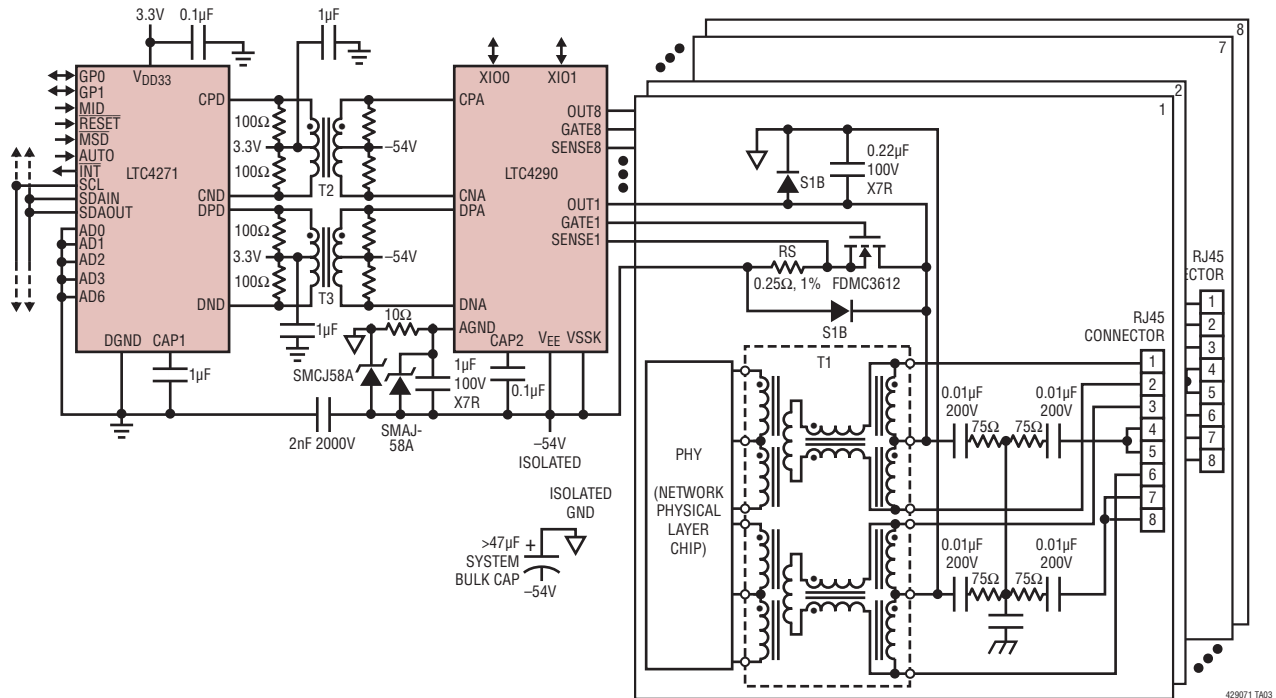 3.3V
0.1µF
1µF
VDD33
GP0
GP1
MID
RESET
MSD
AUTO
INT
SCL
SDAIN
SDAOUT
AD0
AD1
AD2
AD3
AD6
LTC4271
CPD
CND
DPD
DND
DGND
CAP1
1µF
100Ω
3.3V
100Ω
T2
–54V
100Ω
3.3V
100Ω
T3
–54V
1µF
XIO0
XIO1
CPA
LTC4290
CNA
DPA
DNA
AGND
CAP2
VEE
VSSK
OUT8
GATE8
SENSE8
OUT1
GATE1
SENSE1
10Ω
SMCJ58A
SMAJ-
58A
1µF
100V
X7R
0.1µF
2nF 2000V
–54V
ISOLATED
ISOLATED
GND
>47µF
+
SYSTEM
BULK CAP
–54V
8
7
2
1
S1B
0.22µF
100V
X7R
RS
0.25Ω, 1%
FDMC3612
S1B
PHY
(NETWORK
PHYSICAL
LAYER
CHIP)
T1
0.01µF
200V
75Ω
75Ω
0.01µF
200V
0.01µF
200V
75Ω
75Ω
0.01µF
200V
RJ45
CONNECTOR
1
2
3
4
5
6
7
8
RJ45
CTOR
1
2
3
4
5
6
7
8
429071 TA03